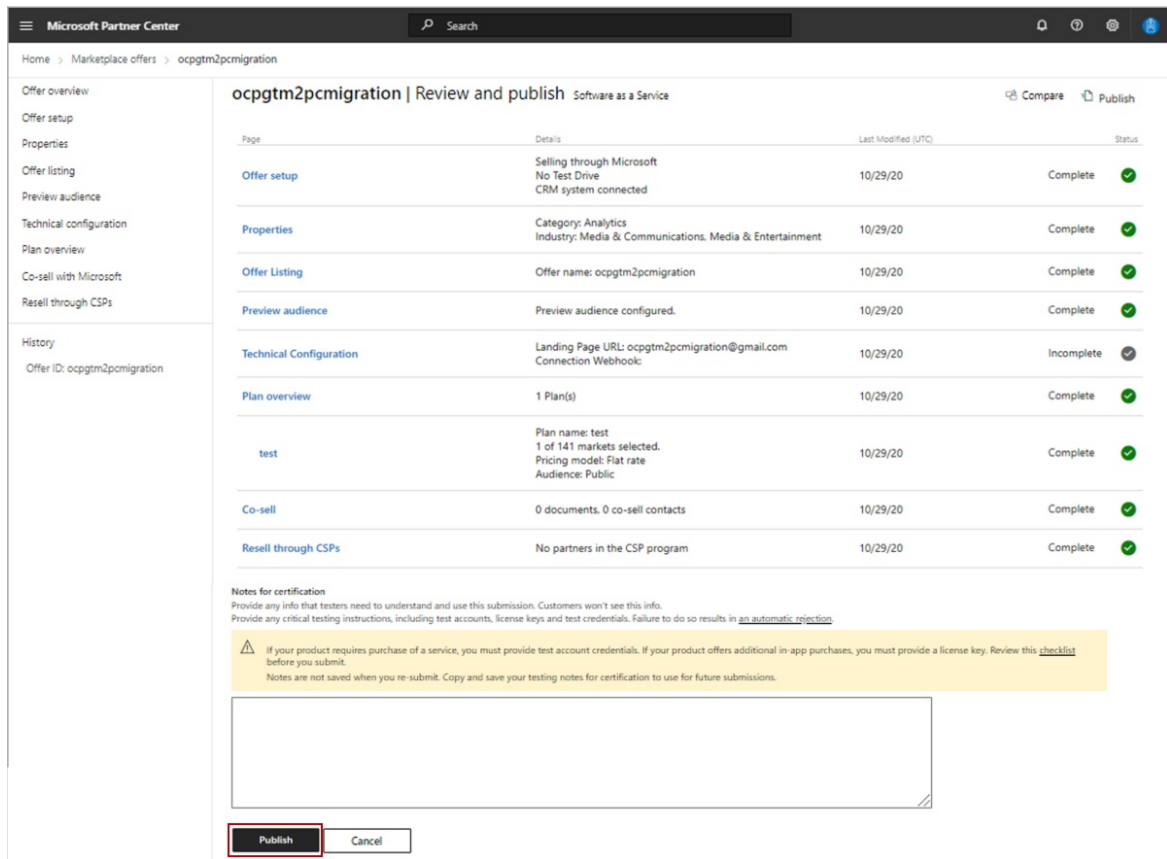 Microsoft Partner Center
Search
Home > Marketplace offers > ocpgtm2pcmigration
Offer overview
Offer setup
Properties
Offer listing
Preview audience
Technical configuration
Plan overview
Co-sell with Microsoft
Resell through CSPs
History
Offer ID: ocpgtm2pcmigration
ocpgtm2pcmigration | Review and publish Software as a Service
Compare Publish
Page Details Last Modified (UTC) Status
Offer setup
Selling through Microsoft
No Test Drive
CRM system connected
10/29/20 Complete
Properties
Category: Analytics
Industry: Media & Communications, Media & Entertainment
10/29/20 Complete
Offer Listing Offer name: ocpgtm2pcmigration 10/29/20 Complete
Preview audience Preview audience configured. 10/29/20 Complete
Technical Configuration
Landing Page URL: ocpgtm2pcmigration@gmail.com
Connection Webhook:
10/29/20 Incomplete
Plan overview 1 Plan(s) 10/29/20 Complete
test
Plan name: test
1 of 141 markets selected.
Pricing model: Flat rate
Audience: Public
10/29/20 Complete
Co-sell 0 documents, 0 co-sell contacts 10/29/20 Complete
Resell through CSPs No partners in the CSP program 10/29/20 Complete
Notes for certification
Provide any info that testers need to understand and use this submission. Customers won't see this info.
Provide any critical testing instructions, including test accounts, license keys and test credentials. Failure to do so results in an automatic rejection.
If your product requires purchase of a service, you must provide test account credentials. If your product offers additional in-app purchases, you must provide a license key. Review this checklist
before you submit.
Notes are not saved when you re-submit. Copy and save your testing notes for certification to use for future submissions.
Publish Cancel